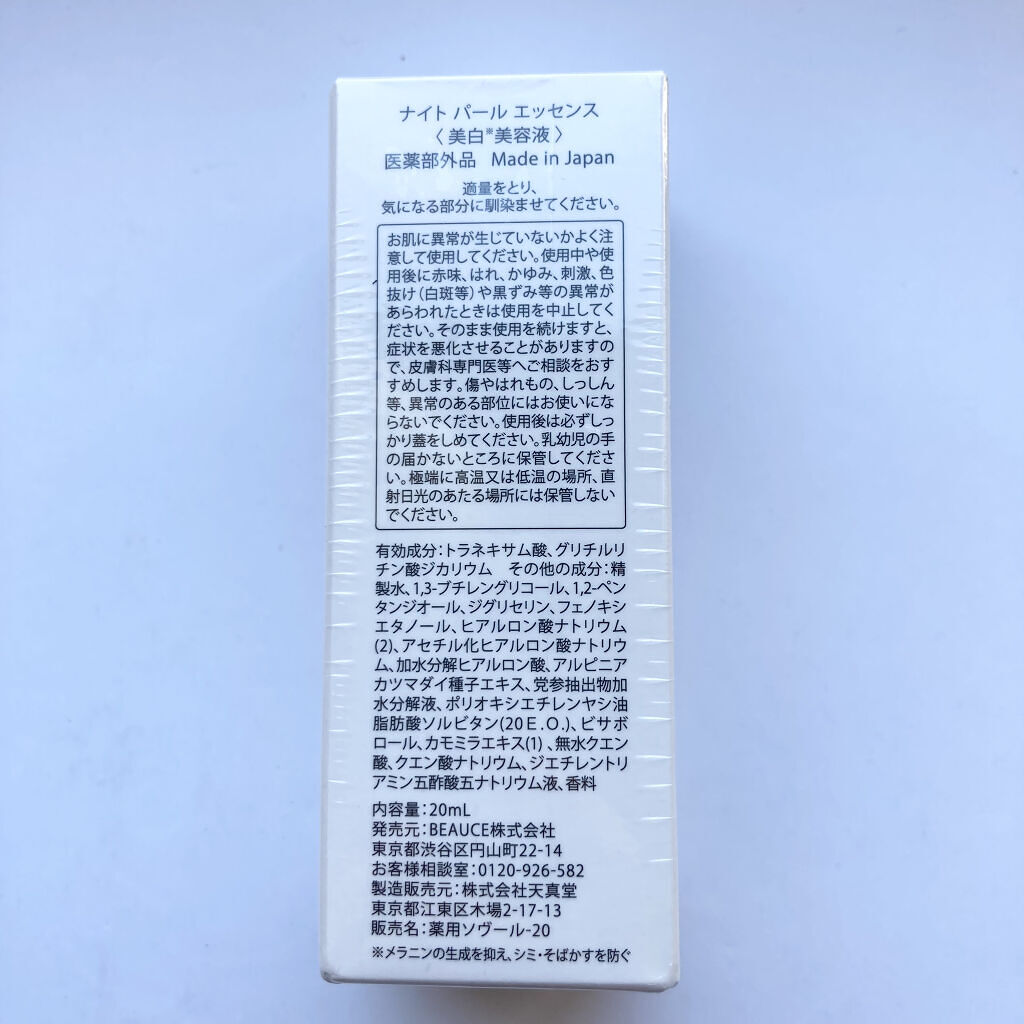 ナイト パール エッセンス
〈 美白※美容液 〉
医薬部外品 Made in Japan
適量をとり、
気になる部分に馴染ませてください。
お肌に異常が生じていないかよく注
意して使用してください。使用中や使
用後に赤味、はれ、かゆみ、刺激、色
抜け(白斑等)や黒ずみ等の異常が
あらわれたときは使用を中止してく
ださい。そのまま使用を続けますと、
症状を悪化させることがありますの
で、皮膚科専門医等へご相談をおす
すめします。傷やはれもの、しっしん
等、異常のある部位にはお使いにな
らないでください。使用後は必ずしっ
かり蓋をしめてください。乳幼児の手
の届かないところに保管してくださ
い。極端に高温又は低温の場所、直
射日光のあたる場所には保管しない
でください。
有効成分:トラネキサム酸、グリチルリ
チン酸ジカリウム その他の成分:精
製水、1,3-ブチレングリコール、1,2-ペン
タンジオール、ジグリセリン、フェノキシ
エタノール、ヒアルロン酸ナトリウム
(2)、アセチル化ヒアルロン酸ナトリウ
ム、加水分解ヒアルロン酸、アルピニア
カツマダイ種子エキス、党参抽出物加
水分解液、ポリオキシエチレンヤシ油
脂肪酸ソルビタン(20E.O.)、ビサボ
ロール、カモミラエキス(1)、無水クエン
酸、クエン酸ナトリウム、ジエチレントリ
アミン五酢酸五ナトリウム液、香料
内容量:20mL
発売元:BEAUCE株式会社
東京都渋谷区円山町22-14
お客様相談室:0120-926-582
製造販売元:株式会社天真堂
東京都江東区木場2-17-13
販売名:薬用ソヴール-20
※メラニンの生成を抑え、シミ・そばかすを防ぐ